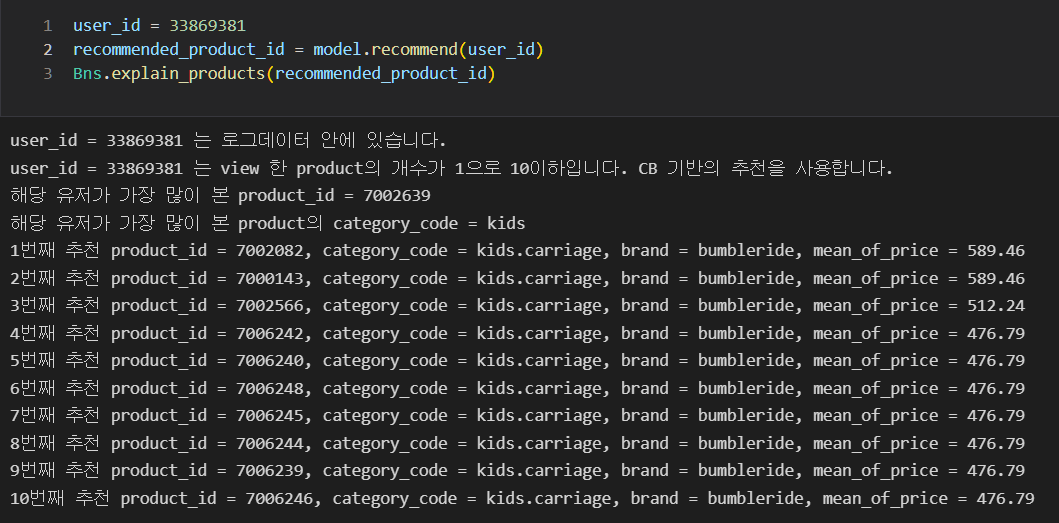 1 user_id = 33869381
2 recommended_product_id = model.recommend(user_id)
3 Bns.explain_products(recommended_product_id)
user_id = 33869381 는 로그데이터 안에 있습니다.
user_id = 33869381 는 view 한 product의 개수가 1으로 10이하입니다. CB 기반의 추천을 사용합니다.
해당 유저가 가장 많이 본 product_id = 7002639
해당 유저가 가장 많이 본 product의 category_code = kids
1번째 추천 product_id = 7002082, category_code = kids.carriage, brand = bumbleride, mean_of_price = 589.46
2번째 추천 product_id = 7000143, category_code = kids.carriage, brand = bumbleride, mean_of_price = 589.46
3번째 추천 product_id = 7002566, category_code = kids.carriage, brand = bumbleride, mean_of_price = 512.24
4번째 추천 product_id = 7006242, category_code = kids.carriage, brand = bumbleride, mean_of_price = 476.79
5번째 추천 product_id = 7006240, category_code = kids.carriage, brand = bumbleride, mean_of_price = 476.79
6번째 추천 product_id = 7006248, category_code = kids.carriage, brand = bumbleride, mean_of_price = 476.79
7번째 추천 product_id = 7006245, category_code = kids.carriage, brand = bumbleride, mean_of_price = 476.79
8번째 추천 product_id = 7006244, category_code = kids.carriage, brand = bumbleride, mean_of_price = 476.79
9번째 추천 product_id = 7006239, category_code = kids.carriage, brand = bumbleride, mean_of_price = 476.79
10번째 추천 product_id = 7006246, category_code = kids.carriage, brand = bumbleride, mean_of_price = 476.79